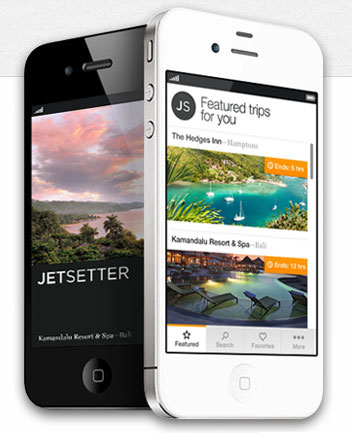 JETSETTER
Kamandalu Resort & Spa – Bali
JS
Featured trips
for you
The Hedges Inn – Hamptons
Ends: 6 hrs
Kamandalu Resort & Spa – Bali
Ends: 12 hrs
Featured
Search
Favorites
More